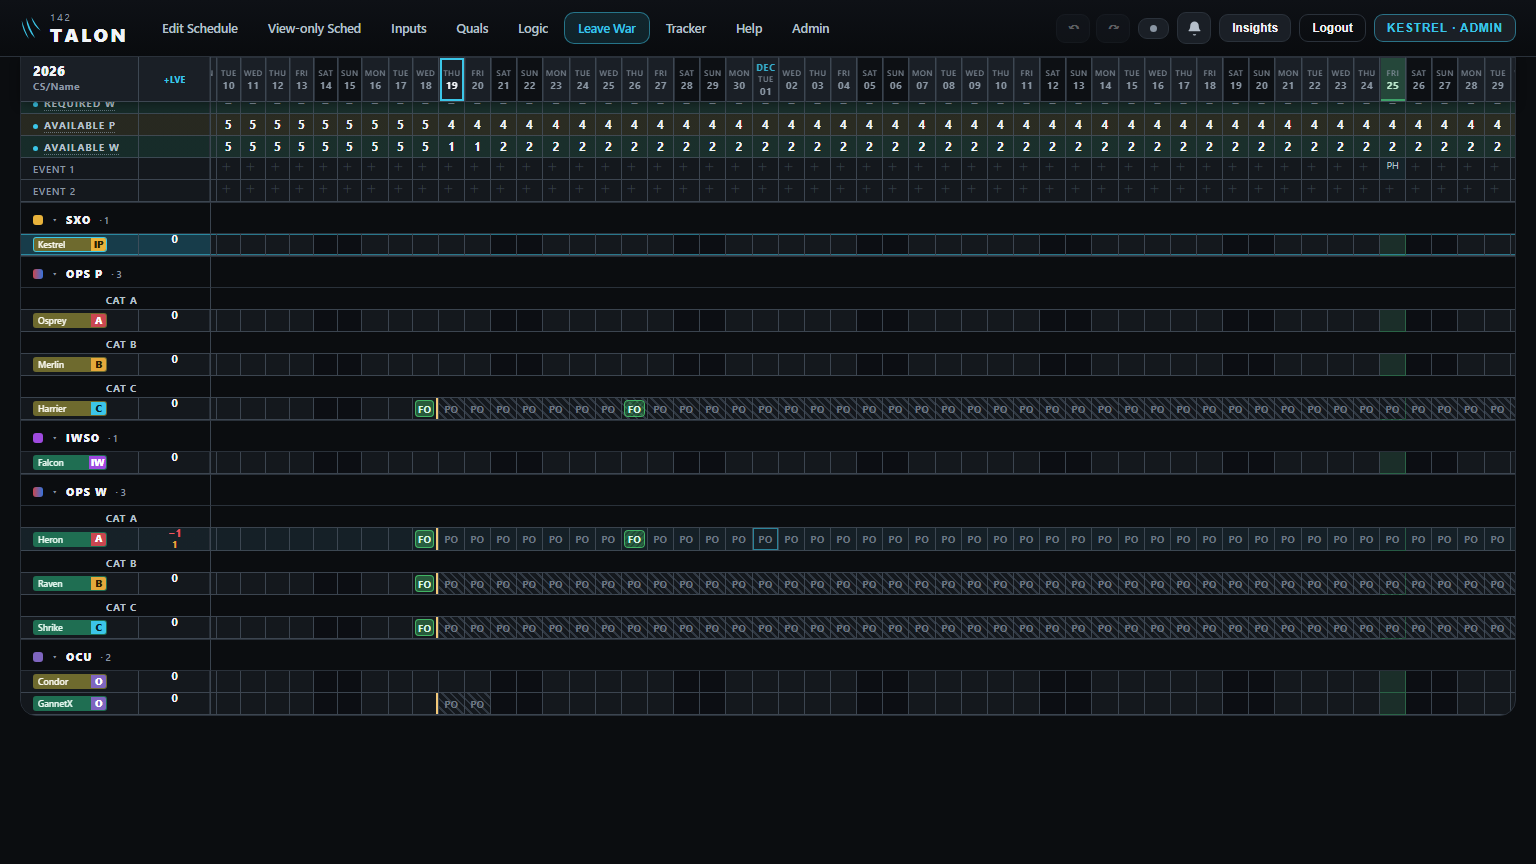 142
TALON
Edit Schedule View-only Sched Inputs Quals Logic Leave War Tracker Help Admin Insights Logout KESTREL · ADMIN
2026
CS/Name
+LVE
DEC
TUE WED THU FRI SAT SUN MON TUE WED THU FRI SAT SUN MON TUE WED THU FRI SAT SUN MON TUE WED THU FRI SAT SUN MON TUE WED THU FRI SAT SUN MON TUE WED THU FRI SAT SUN MON TUE WED THU FRI SAT SUN MON TUE
10 11 12 13 14 15 16 17 18 19 20 21 22 23 24 25 26 27 28 29 30 01 02 03 04 05 06 07 08 09 10 11 12 13 14 15 16 17 18 19 20 21 22 23 24 25 26 27 28 29
REQUIRED W – – – – – – – – – – – – – – – – – – – – – – – – – – – – – – – – – – – – – – – – – – – – – – – – – –
AVAILABLE P 5 5 5 5 5 5 5 5 5 4 4 4 4 4 4 4 4 4 4 4 4 4 4 4 4 4 4 4 4 4 4 4 4 4 4 4 4 4 4 4 4 4 4 4 4 4 4 4 4 4
AVAILABLE W 5 5 5 5 5 5 5 5 5 1 1 2 2 2 2 2 2 2 2 2 2 2 2 2 2 2 2 2 2 2 2 2 2 2 2 2 2 2 2 2 2 2 2 2 2 2 2 2 2 2
EVENT 1 + + + + + + + + + + + + + + + + + + + + + + + + + + + + + + + + + + + + + + + + + + + + + PH + + + +
EVENT 2 + + + + + + + + + + + + + + + + + + + + + + + + + + + + + + + + + + + + + + + + + + + + + + + + + +
SXO · 1
Kestrel IP 0
OPS P · 3
CAT A
Osprey A 0
CAT B
Merlin B 0
CAT C
Harrier C 0 FO PO PO PO PO PO PO PO FO PO PO PO PO PO PO PO PO PO PO PO PO PO PO PO PO PO PO PO PO PO PO PO PO PO PO PO PO PO PO PO PO PO
IWSO · 1
Falcon IW 0
OPS W · 3
CAT A
Heron A −1 FO PO PO PO PO PO PO PO FO PO PO PO PO PO PO PO PO PO PO PO PO PO PO PO PO PO PO PO PO PO PO PO PO PO PO PO PO PO PO PO PO PO
1
CAT B
Raven B 0 FO PO PO PO PO PO PO PO PO PO PO PO PO PO PO PO PO PO PO PO PO PO PO PO PO PO PO PO PO PO PO PO PO PO PO PO PO PO PO PO PO PO
CAT C
Shrike C 0 FO PO PO PO PO PO PO PO PO PO PO PO PO PO PO PO PO PO PO PO PO PO PO PO PO PO PO PO PO PO PO PO PO PO PO PO PO PO PO PO PO PO
OCU · 2
Condor O 0
GannetX O 0 PO PO